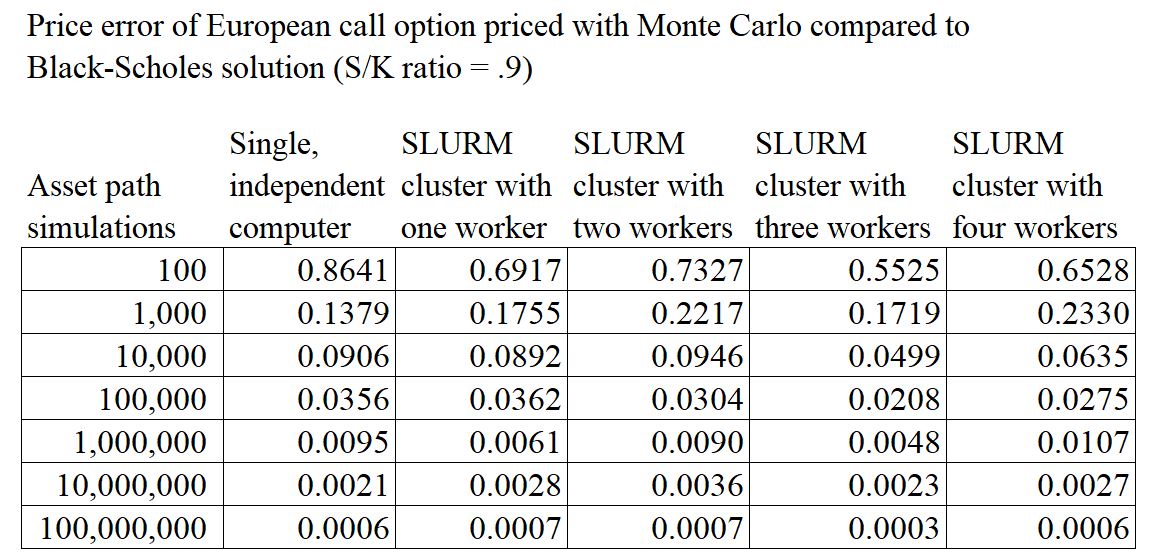 Price error of European call option priced with Monte Carlo compared to
Black-Scholes solution (S/K ratio = .9)
Single, SLURM SLURM SLURM SLURM
Asset path independent cluster with cluster with cluster with cluster with
simulations computer one worker two workers three workers four workers
100 0.8641 0.6917 0.7327 0.5525 0.6528
1,000 0.1379 0.1755 0.2217 0.1719 0.2330
10,000 0.0906 0.0892 0.0946 0.0499 0.0635
100,000 0.0356 0.0362 0.0304 0.0208 0.0275
1,000,000 0.0095 0.0061 0.0090 0.0048 0.0107
10,000,000 0.0021 0.0028 0.0036 0.0023 0.0027
100,000,000 0.0006 0.0007 0.0007 0.0003 0.0006